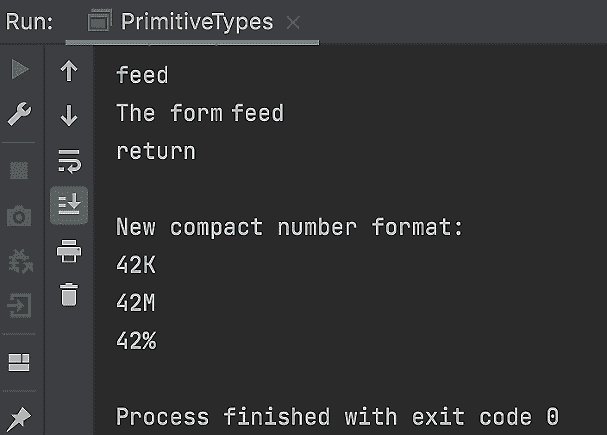 Run: PrimitiveTypes
feed
The form feed
return
New compact number format:
42K
42M
42%
Process finished with exit code 0